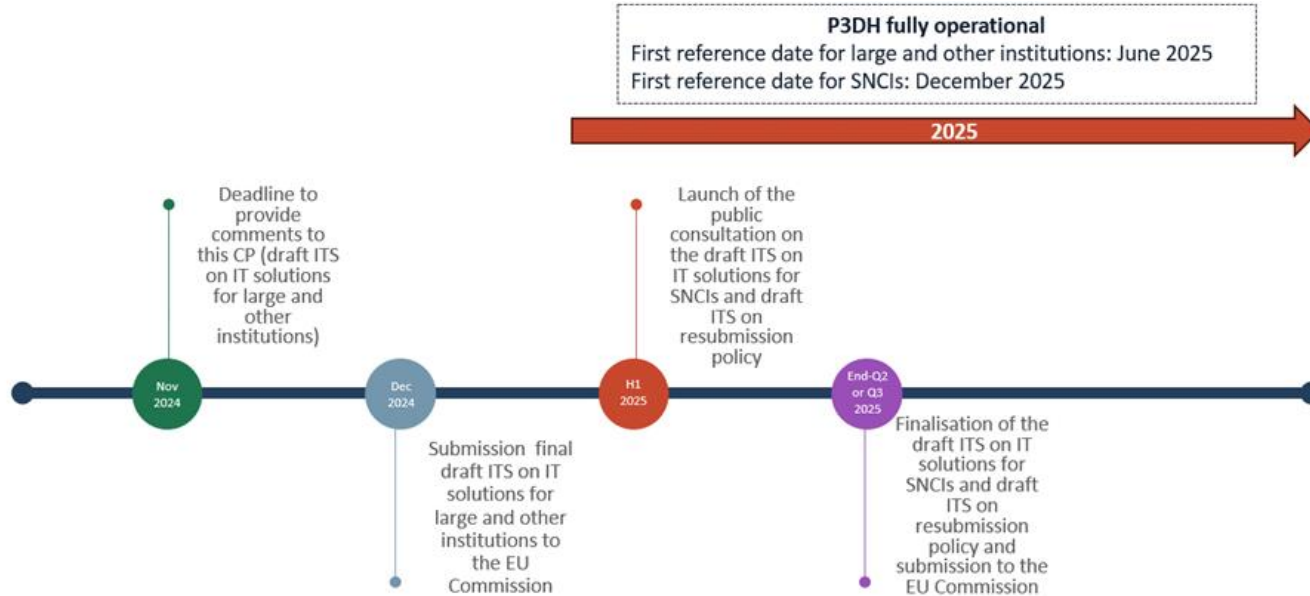 P3DH fully operational
First reference date for large and other institutions: June 2025
First reference date for SNCIs: December 2025
2025
Deadline to
provide
comments to
this CP (draft ITS
on IT solutions
for large and
other
institutions)
Launch of the
public
consultation on
the draft ITS on
IT solutions for
SNCIs and draft
ITS on
resubmission
policy
Nov
2024
Dec
2024
H1
2025
End-Q2
or Q3
2025
Submission final
draft ITS on IT
solutions for
large and other
institutions to
the EU
Commission
Finalisation of the
draft ITS on IT
solutions for
SNCIs and draft
ITS on
resubmission
policy and
submission to the
EU Commission